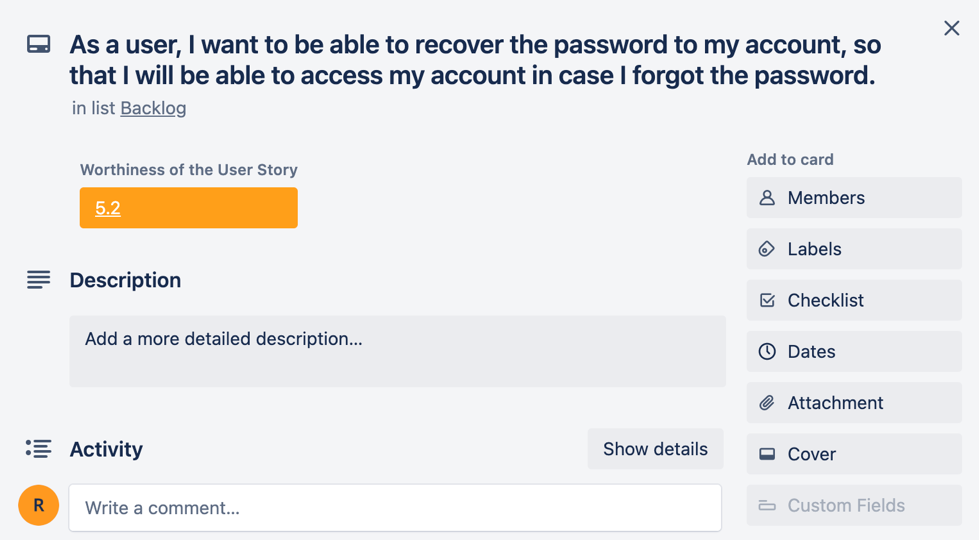 As a user, I want to be able to recover the password to my account, so
that I will be able to access my account in case I forgot the password.
in list Backlog
Worthiness of the User Story
5.2
Description
Add a more detailed description...
Activity
Show details
R
Write a comment...
Add to card
Members
Labels
Checklist
Dates
Attachment
Cover
Custom Fields